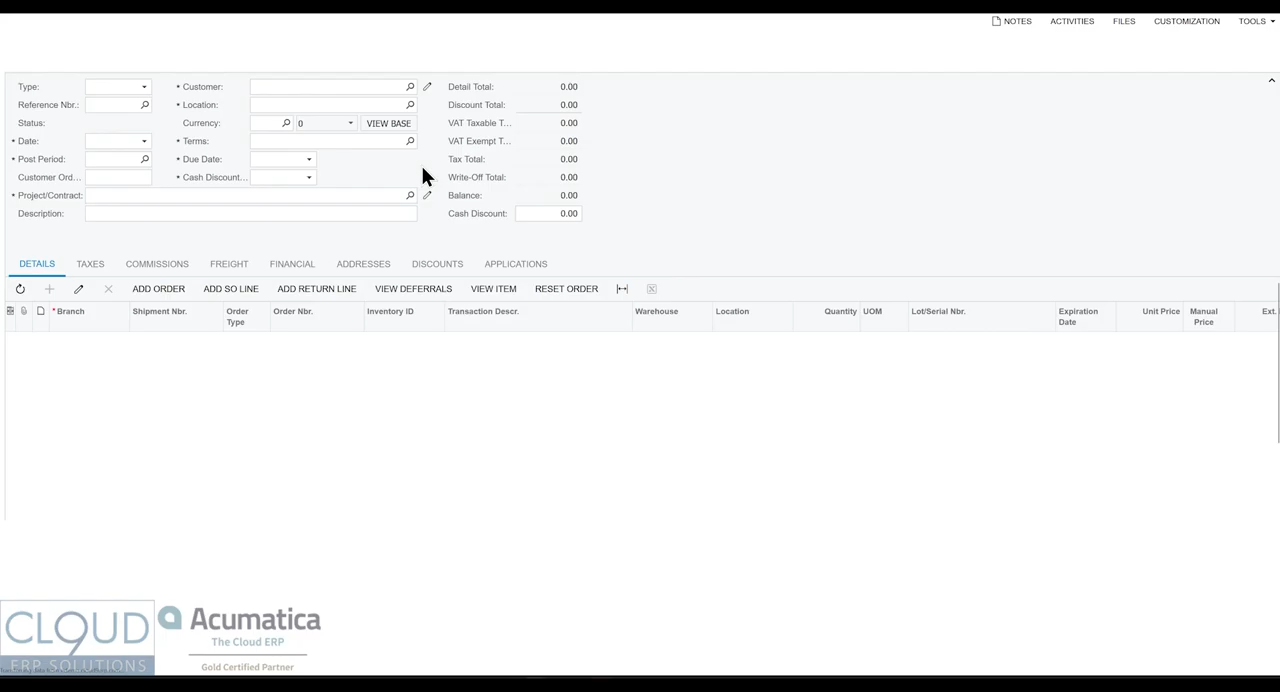 NOTES ACTIVITIES FILES CUSTOMIZATION TOOLS
Type: • Customer: Detail Total: 0.00
Reference Nbr.: • Location: Discount Total: 0.00
Status: Currency: 0 VIEW BASE VAT Taxable T... 0.00
• Date: • Terms: VAT Exempt T... 0.00
• Post Period: • Due Date: Tax Total: 0.00
Customer Ord... • Cash Discount... Write-Off Total: 0.00
• Project/Contract: Balance: 0.00
Description: Cash Discount: 0.00
DETAILS TAXES COMMISSIONS FREIGHT FINANCIAL ADDRESSES DISCOUNTS APPLICATIONS
ADD ORDER ADD SO LINE ADD RETURN LINE VIEW DEFERRALS VIEW ITEM RESET ORDER
* Branch Shipment Nbr. Order Type Order Nbr. Inventory ID Transaction Descr. Warehouse Location Quantity UOM Lot/Serial Nbr. Expiration Date Unit Price Manual Price Ext.
CLOUD 9
ERP SOLUTIONS
Acumatica
The Cloud ERP
Gold Certified Partner